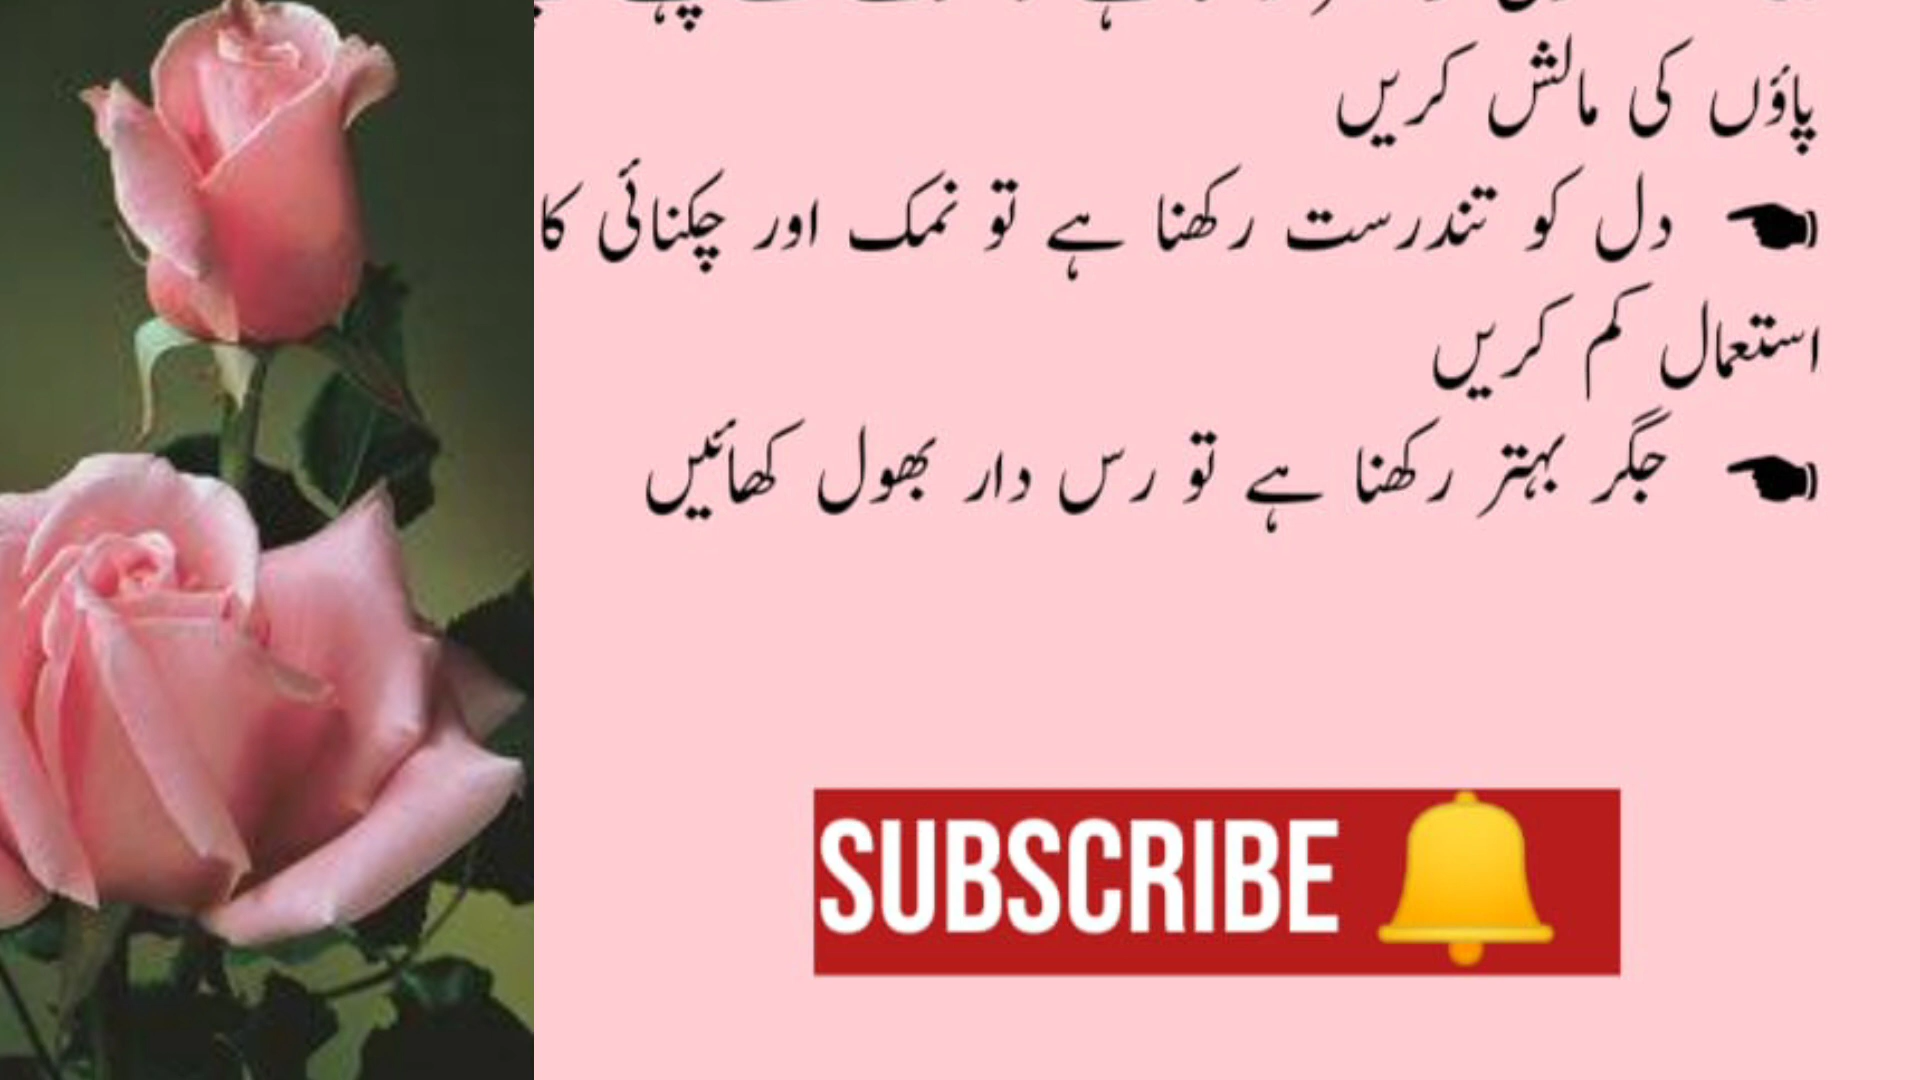 پاؤں کی مالش کریں
دل کو تندرست رکھنا ہے تو نمک اور چکنائی کا
استعمال کم کریں
جگر بہتر رکھنا ہے تو رس دار بھول کھائیں
SUBSCRIBE